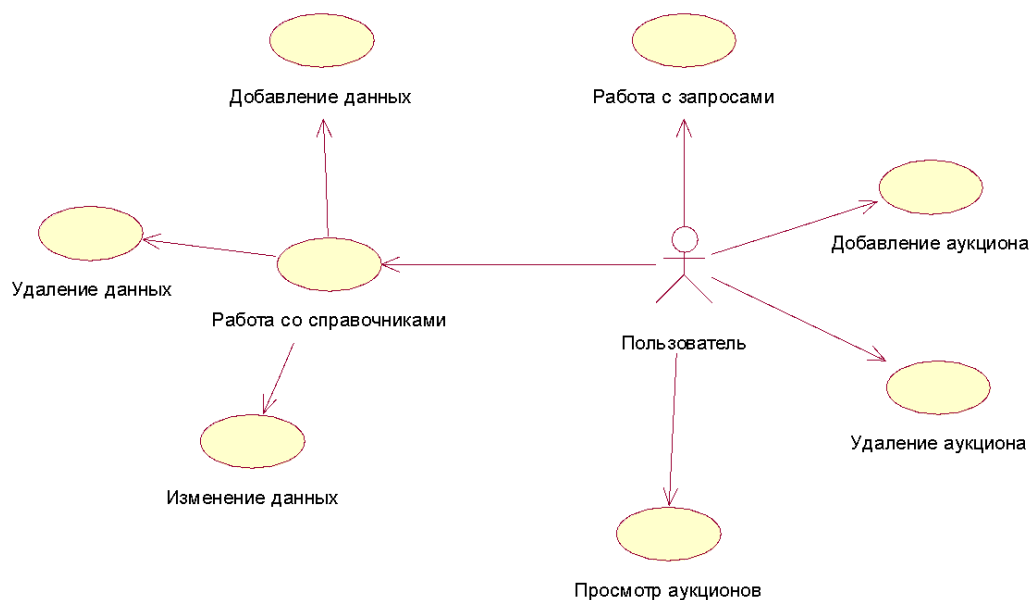 Добавление данных
Работа с запросами
Добавление аукциона
Удаление данных
Работа со справочниками
Пользователь
Удаление аукциона
Изменение данных
Просмотр аукционов